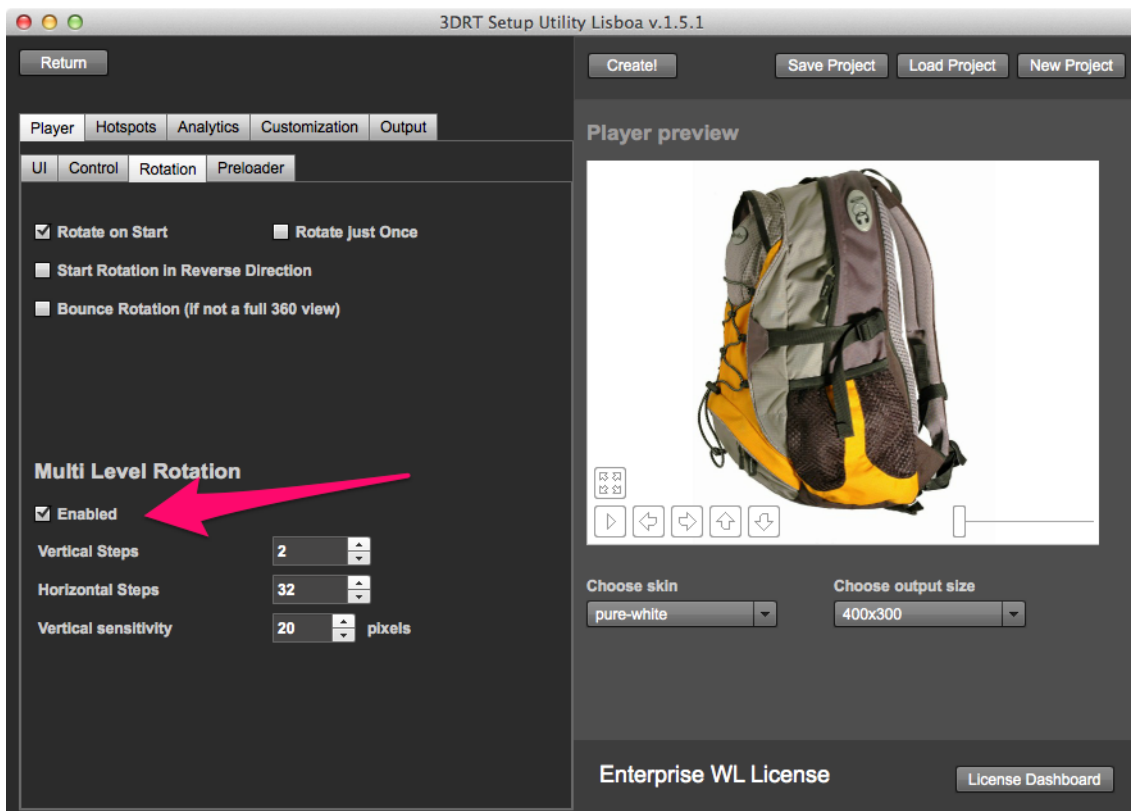 3DRT Setup Utility Lisboa v.1.5.1
Return
Create!
Save Project
Load Project
New Project
Player
Hotspots
Analytics
Customization
Output
UI
Control
Rotation
Preloader
Player preview
Rotate on Start
Rotate just Once
Start Rotation in Reverse Direction
Bounce Rotation (if not a full 360 view)
Multi Level Rotation
Enabled
Vertical Steps
2
Horizontal Steps
32
Vertical sensitivity
20
pixels
Choose skin
Choose output size
pure-white
400x300
Enterprise WL License
License Dashboard